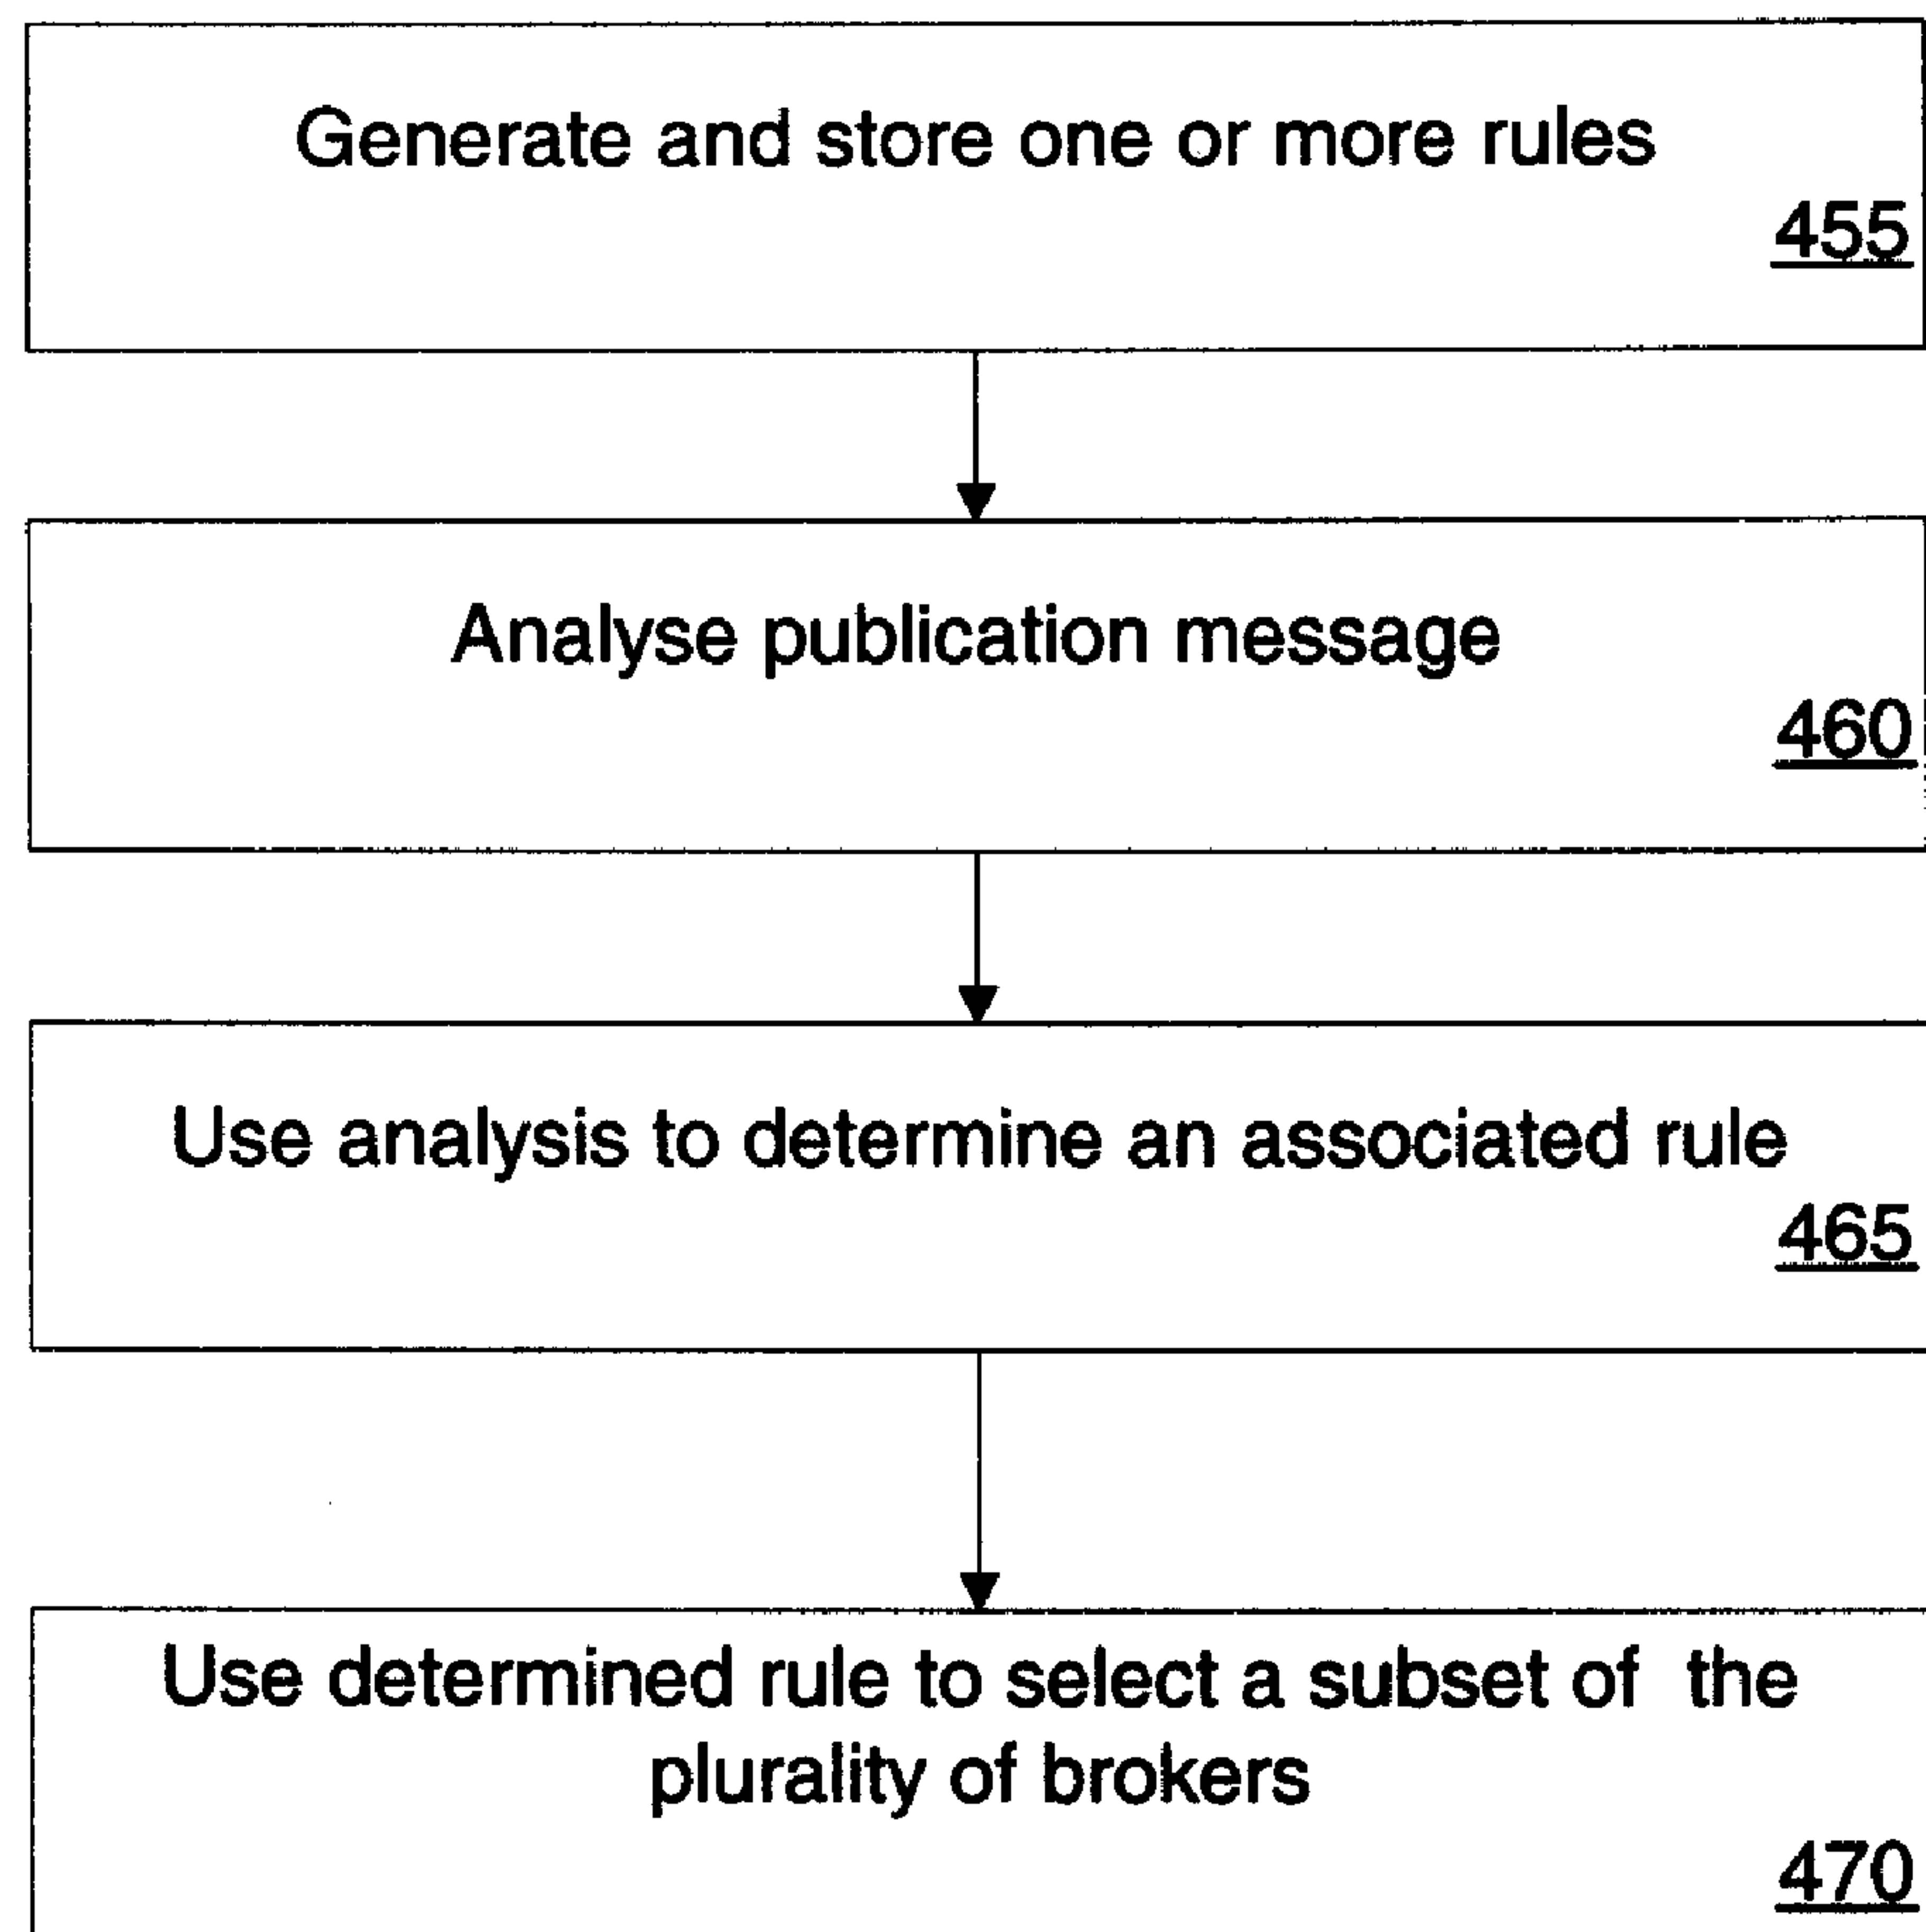 Generate and store one or more rules
455
Analyse publication message
460
Use analysis to determine an associated rule
465
Use determined rule to select a subset of the
plurality of brokers
470